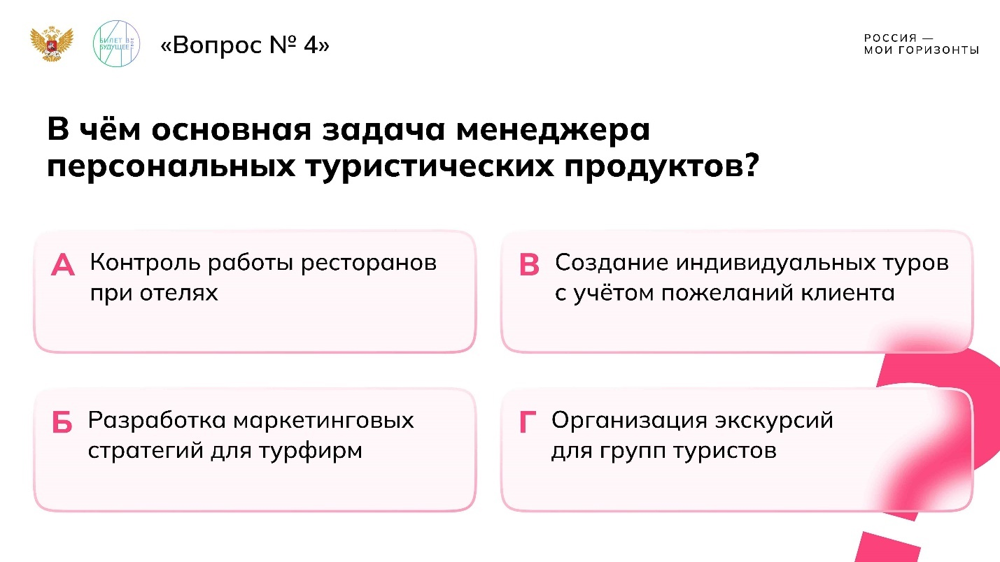 БИЛЕТ В
БУДУЩЕЕ
«Вопрос № 4»
РОССИЯ —
МОИ ГОРИЗОНТЫ
В чём основная задача менеджера
персональных туристических продуктов?
А Контроль работы ресторанов
при отелях
В Создание индивидуальных туров
с учётом пожеланий клиента
Б Разработка маркетинговых
стратегий для турфирм
Г Организация экскурсий
для групп туристов